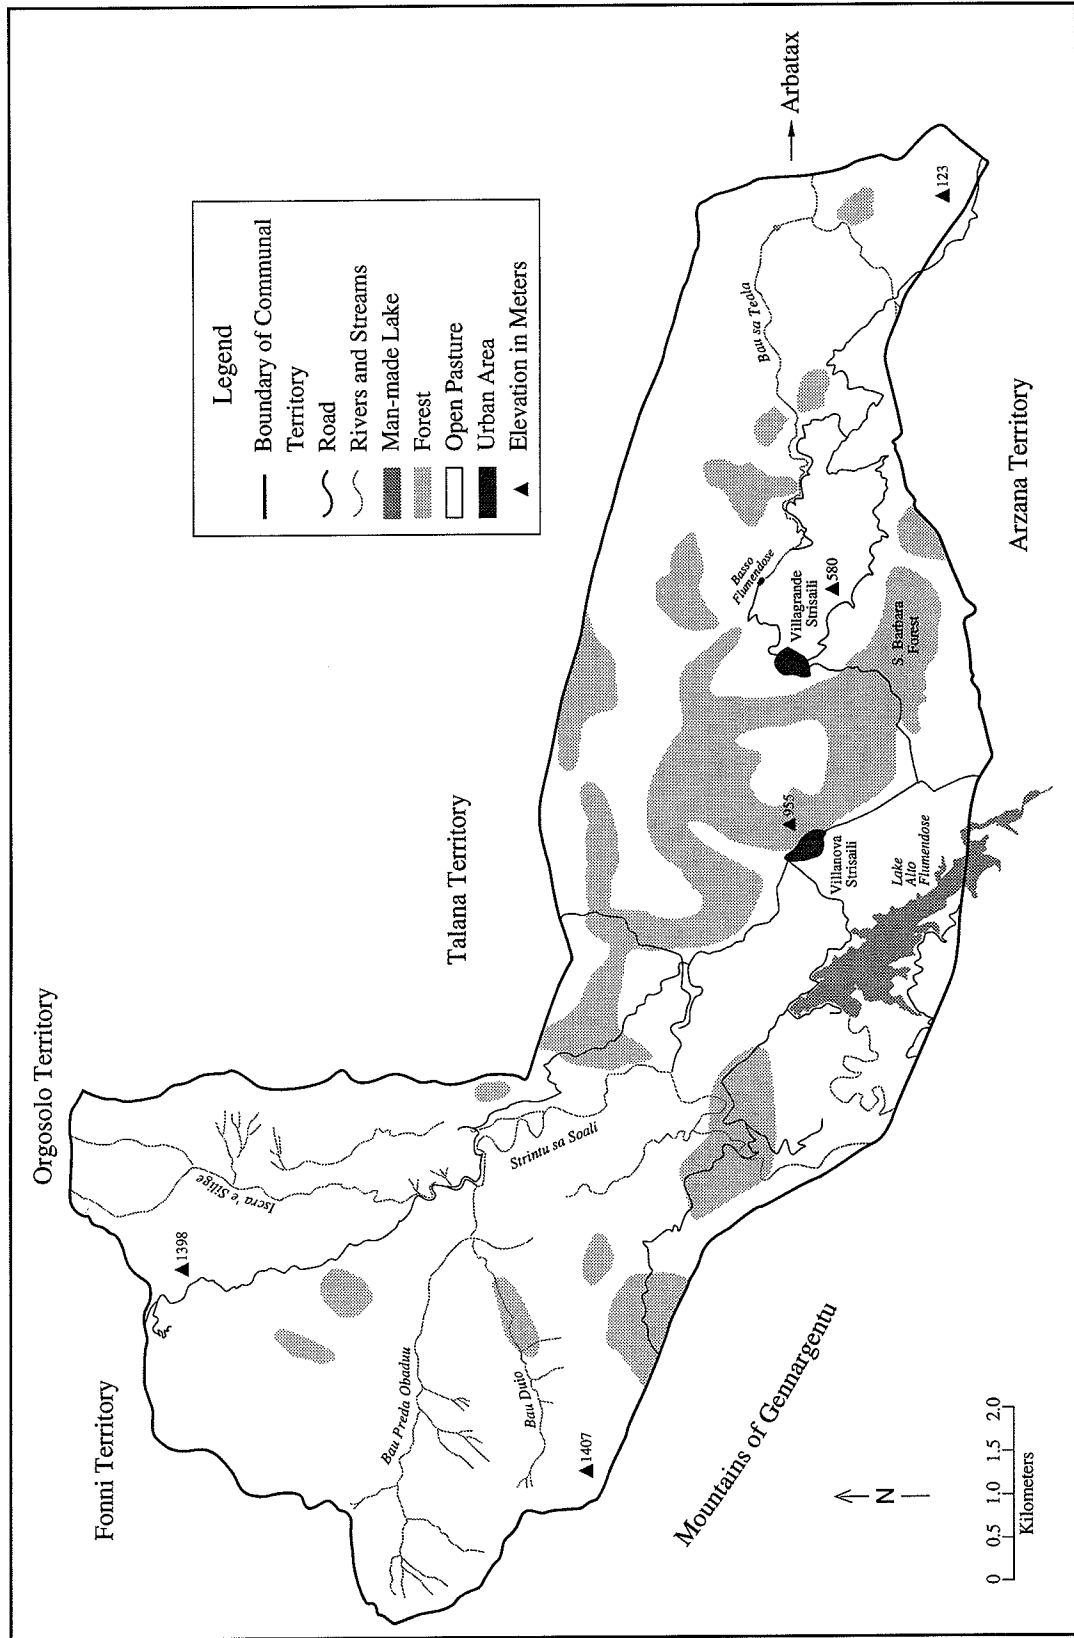 Orgosolo Territory
Fonni Territory
Talana Territory
Legend
Boundary of Communal
Territory
Road
Rivers and Streams
Man-made Lake
Forest
Open Pasture
Urban Area
Elevation in Meters
Arbatax
1398
Iscra 'e Silige
Strintu sa Soali
Bau Preda Obaduu
Bau Duio
1407
Bau sa Teola
123
Basso
Flumendose
Villagrande
Strisaili
580
S. Barbara
Forest
955
Villanova
Strisaili
Lake
Alto
Flumendose
Arzana Territory
Mountains of Gennargentu
N
0 0.5 1.0 1.5 2.0
Kilometers